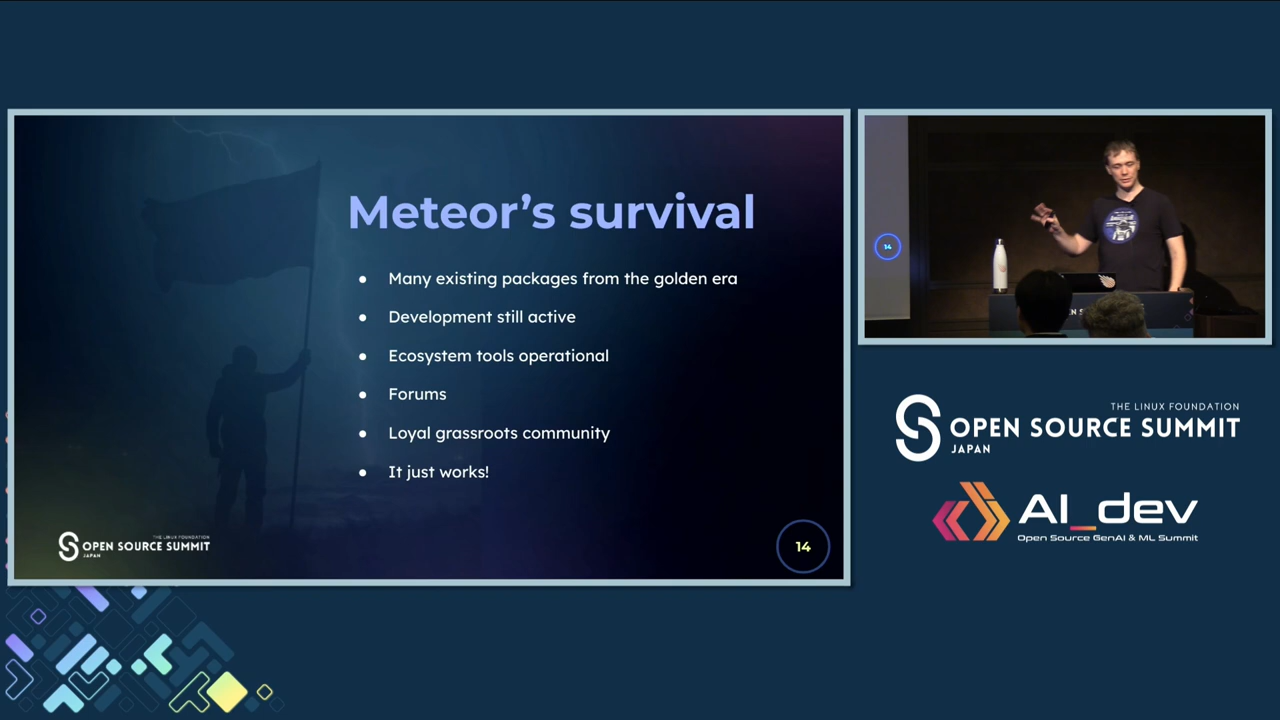 Meteor’s survival
● Many existing packages from the golden era
● Development still active
● Ecosystem tools operational
● Forums
● Loyal grassroots community
● It just works!
THE LINUX FOUNDATION
OPEN SOURCE SUMMIT
JAPAN
14
14
THE LINUX FOUNDATION
OPEN SOURCE SUMMIT
JAPAN
AI_dev
Open Source GenAI & ML Summit